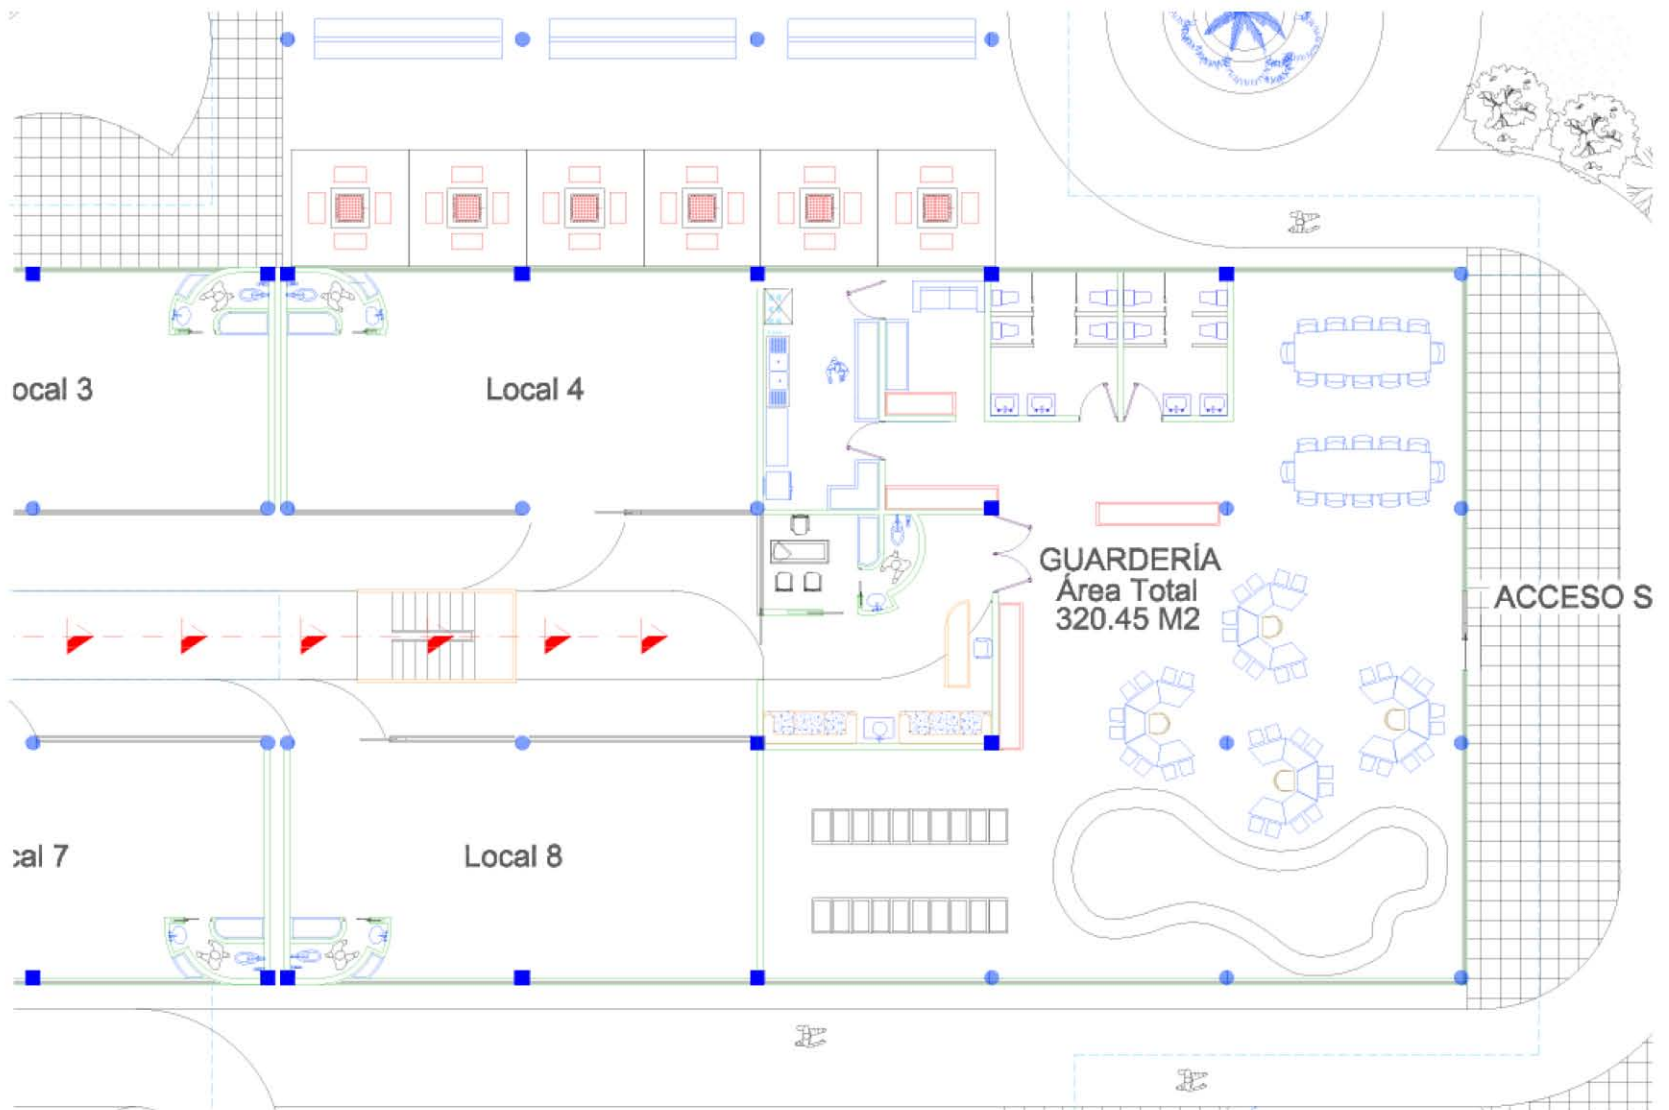 ocal 3
Local 4
GUARDERÍA
Área Total
320.45 M2
ACCESO S
cal 7
Local 8